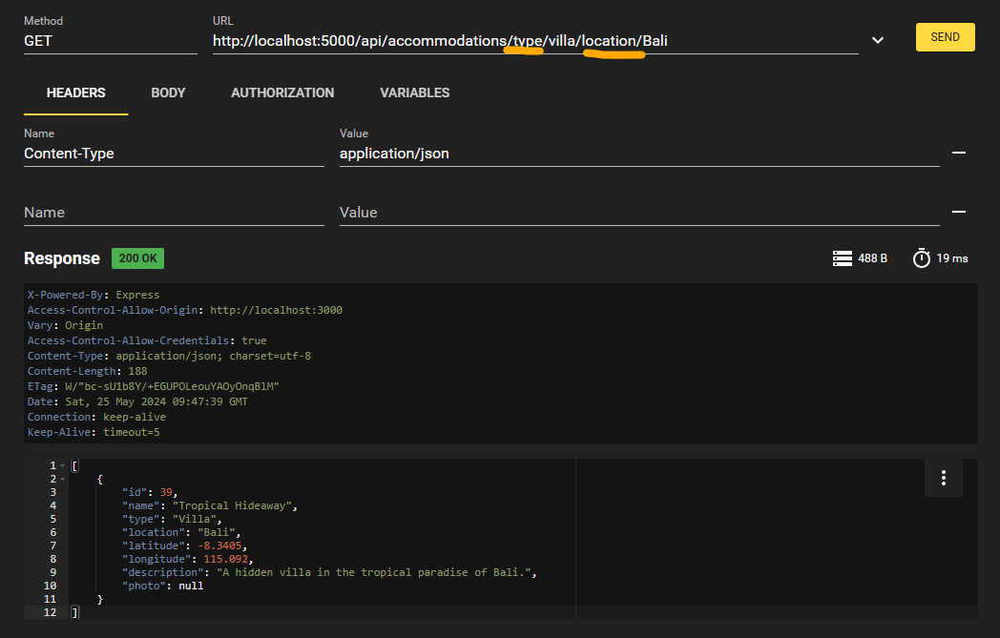 Method URL
GET http://localhost:5000/api/accommodations/type/villa/location/Bali SEND
HEADERS BODY AUTHORIZATION VARIABLES
Name Value
Content-Type application/json
Name Value
Response 200 OK 488 B 19 ms
X-Powered-By: Express
Access-Control-Allow-Origin: http://localhost:3000
Vary: Origin
Access-Control-Allow-Credentials: true
Content-Type: application/json; charset=utf-8
Content-Length: 188
ETag: W/"bc-sU1b8Y/+EGUPOLeouYAOyOnqBlM"
Date: Sat, 25 May 2024 09:47:39 GMT
Connection: keep-alive
Keep-Alive: timeout=5
1 [
2 {
3 "id": 39,
4 "name": "Tropical Hideaway",
5 "type": "Villa",
6 "location": "Bali",
7 "latitude": -8.3405,
8 "longitude": 115.092,
9 "description": "A hidden villa in the tropical paradise of Bali.",
10 "photo": null
11 }
12 ]